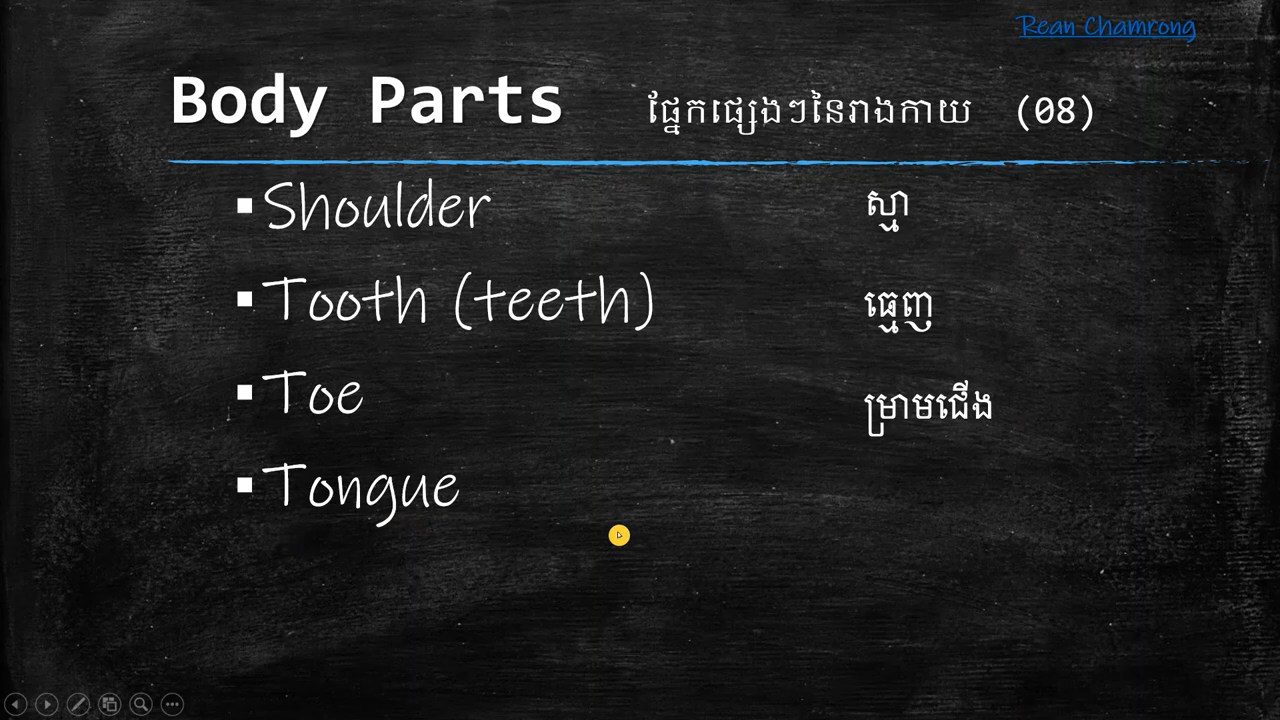 Rean Chamrong
Body Parts ផ្នែកផ្សេងៗនៃរាងកាយ (08)
▪ Shoulder ស្មា
▪ Tooth (teeth) ធ្មេញ
▪ Toe ម្រាមជើង
▪ Tongue